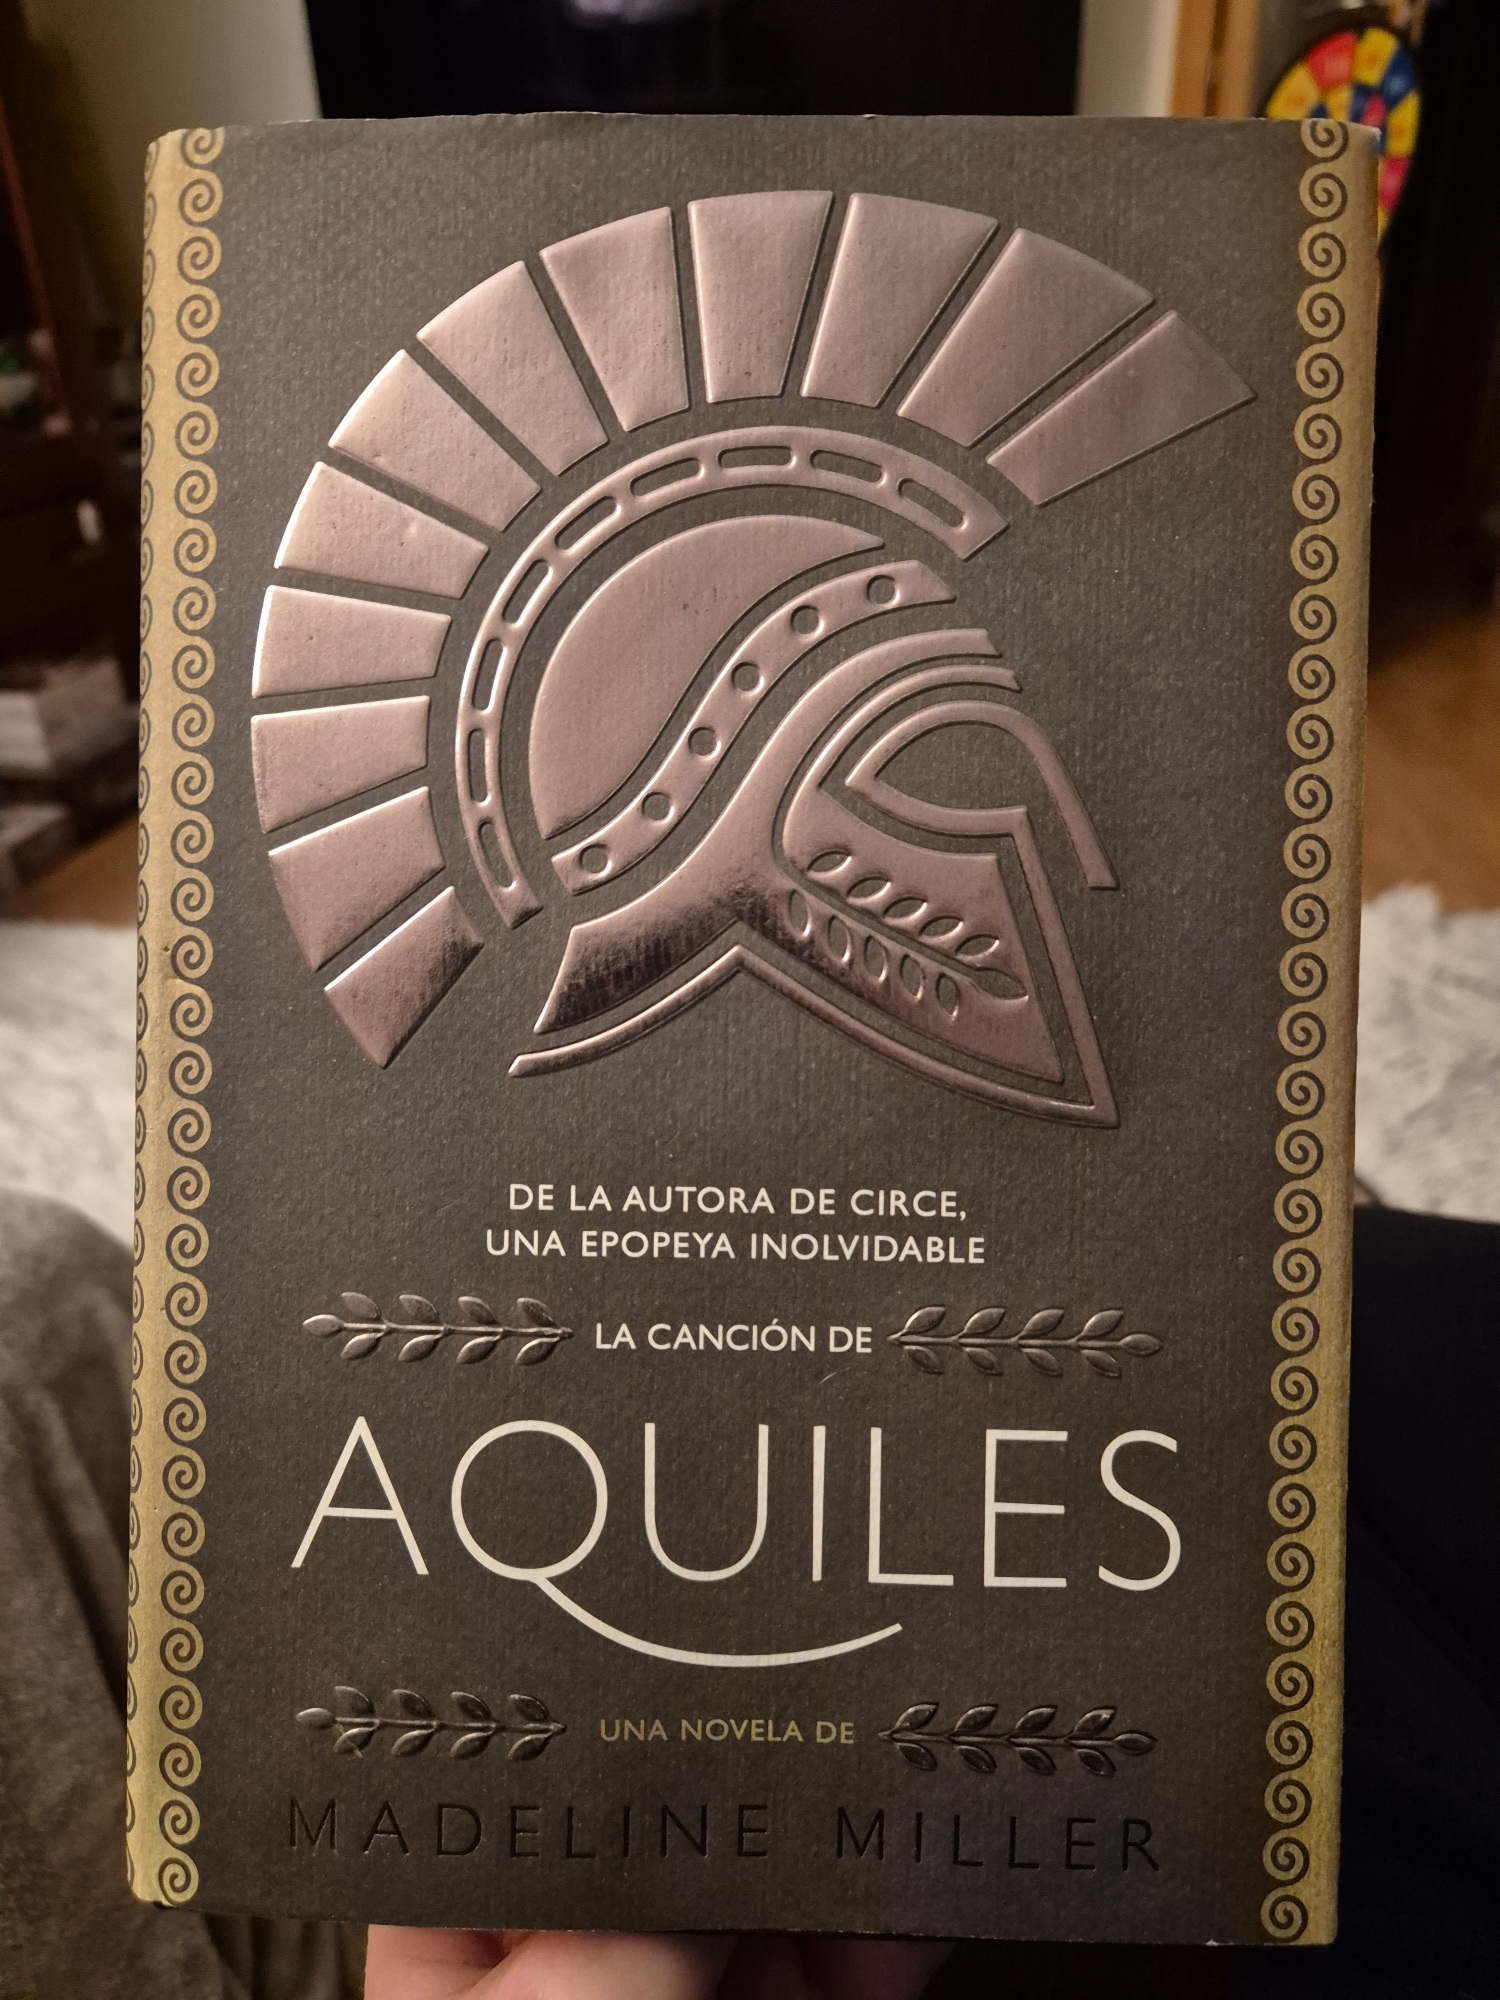 DE LA AUTORA DE CIRCE,
UNA EPOPEYA INOLVIDABLE
LA CANCIÓN DE
AQUILES
UNA NOVELA DE
MADELINE MILLER